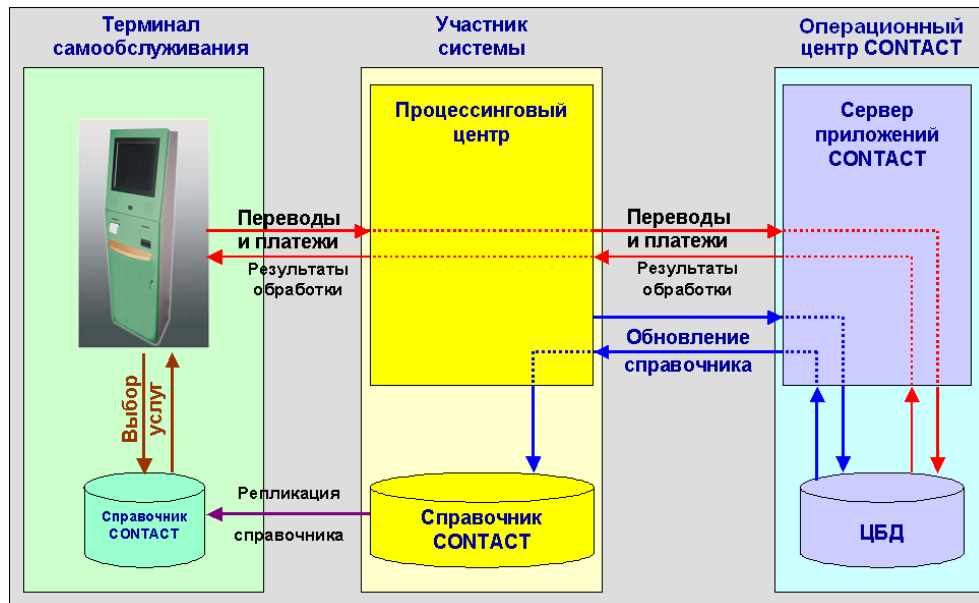 Терминал
самообслуживания
Участник
системы
Операционный
центр CONTACT
Процессинговый
центр
Сервер
приложений
CONTACT
Переводы
и платежи
Результаты
обработки
Переводы
и платежи
Результаты
обработки
Обновление
справочника
Выбор
услуг
Справочник
CONTACT
Репликация
справочника
Справочник
CONTACT
ЦБД